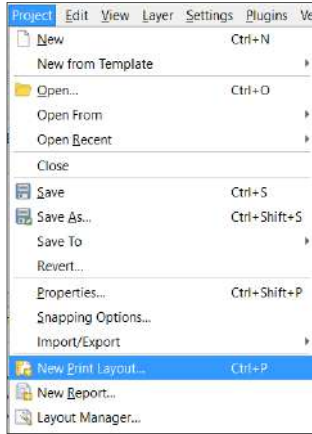 Project Edit View Layer Settings Plugins Ve
New Ctrl+N
New from Template
Open... Ctrl+O
Open From
Open Recent
Close
Save Ctrl+S
Save As... Ctrl+Shift+S
Save To
Revert...
Properties... Ctrl+Shift+P
Snapping Options...
Import/Export
New Print Layout... Ctrl+P
New Report...
Layout Manager...